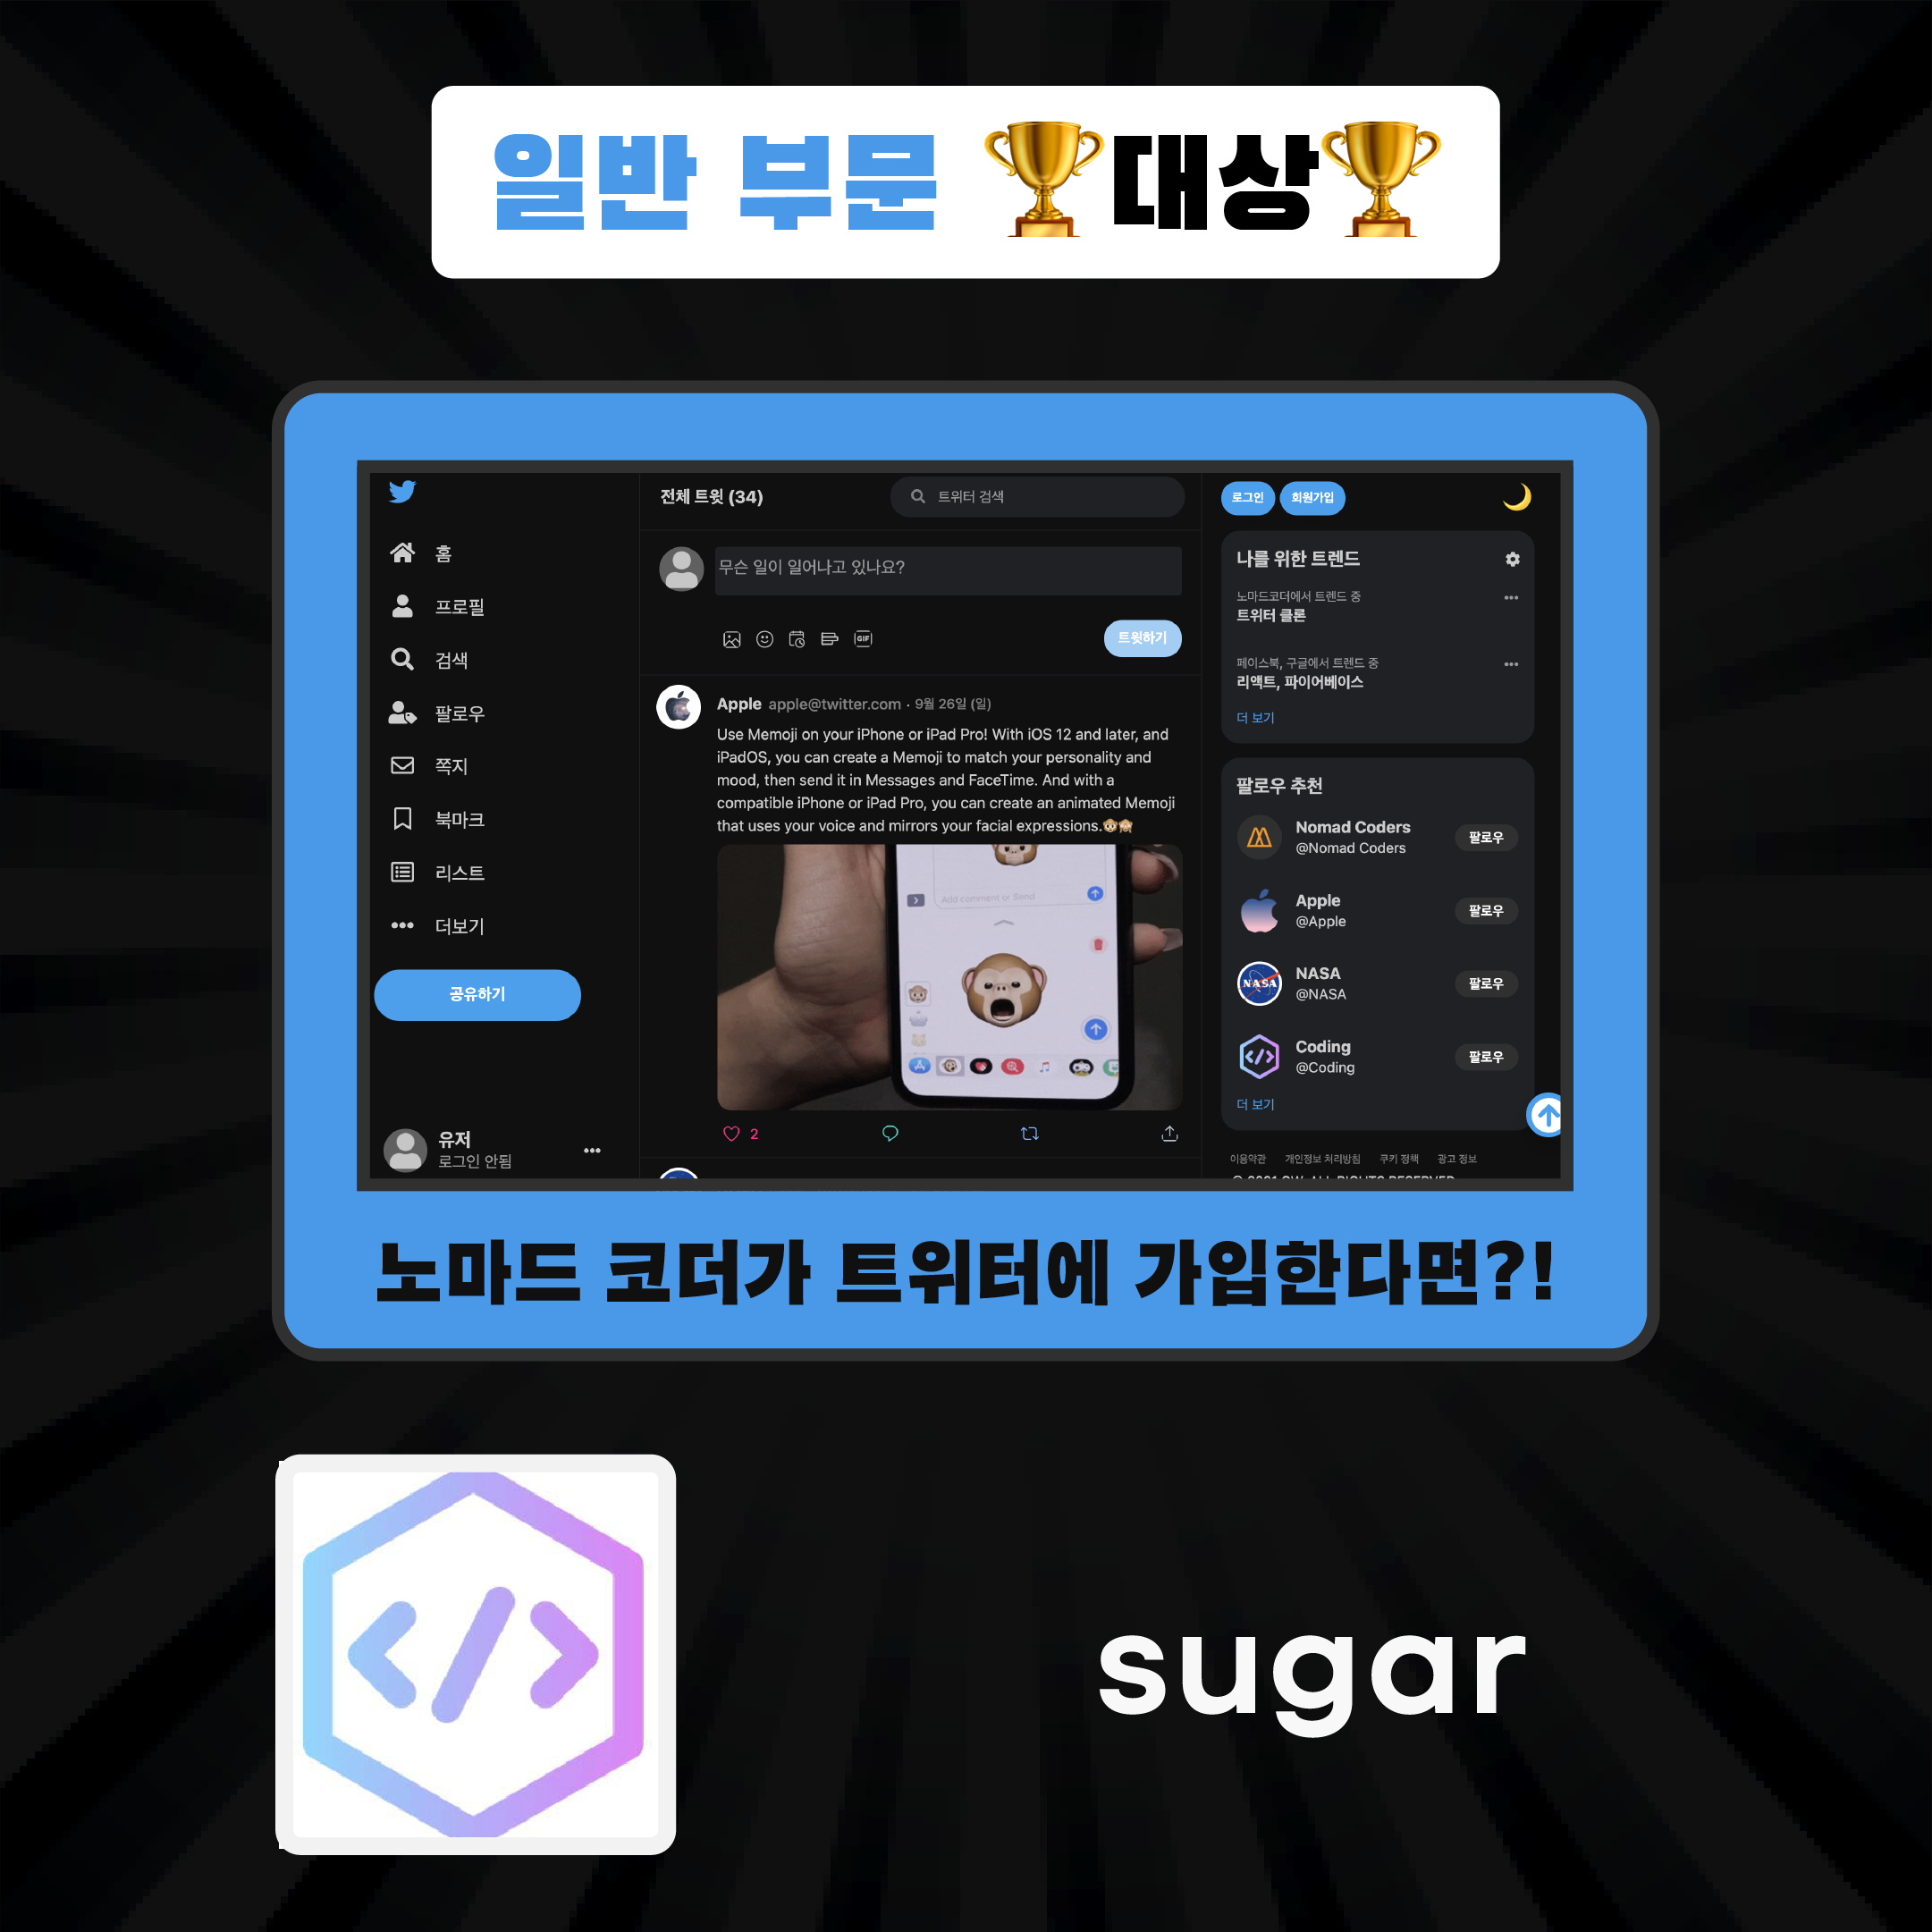 일반 부문 🏆대상🏆
전체 트윗 (34)
트위터 검색
로그인
회원가입
홈
프로필
검색
팔로우
쪽지
북마크
리스트
더보기
공유하기
유저
로그인 안됨
무슨 일이 일어나고 있나요?
GIF
트윗하기
Apple apple@twitter.com · 9월 26일 (일)
Use Memoji on your iPhone or iPad Pro! With iOS 12 and later, and
iPadOS, you can create a Memoji to match your personality and
mood, then send it in Messages and FaceTime. And with a
compatible iPhone or iPad Pro, you can create an animated Memoji
that uses your voice and mirrors your facial expressions.🐵🙈
Add comment or Send
2
나를 위한 트렌드
노마드코더에서 트렌드 중
트위터 클론
페이스북, 구글에서 트렌드 중
리액트, 파이어베이스
더 보기
팔로우 추천
Nomad Coders
@Nomad Coders
팔로우
Apple
@Apple
팔로우
NASA
NASA
@NASA
팔로우
Coding
@Coding
팔로우
더 보기
이용약관 개인정보 처리방침 쿠키 정책 광고 정보
노마드 코더가 트위터에 가입한다면?!
</> 
sugar